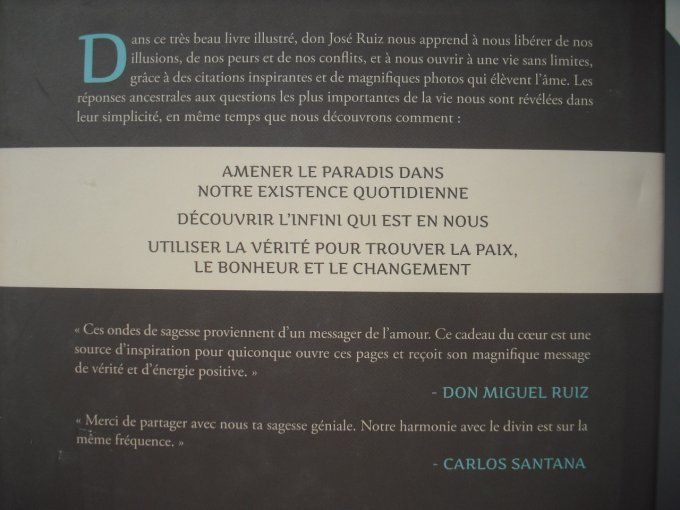 Dans ce très beau livre illustré, don José Ruiz nous apprend à nous libérer de nos
illusions, de nos peurs et de nos conflits, et à nous ouvrir à une vie sans limites,
grâce à des citations inspirantes et de magnifiques photos qui élèvent l'âme. Les
réponses ancestrales aux questions les plus importantes de la vie nous sont révélées dans
leur simplicité, en même temps que nous découvrons comment :
AMENER LE PARADIS DANS
NOTRE EXISTENCE QUOTIDIENNE
DÉCOUVRIR L'INFINI QUI EST EN NOUS
UTILISER LA VÉRITÉ POUR TROUVER LA PAIX,
LE BONHEUR ET LE CHANGEMENT
« Ces ondes de sagesse proviennent d'un messager de l'amour. Ce cadeau du cœur est une
source d'inspiration pour quiconque ouvre ces pages et reçoit son magnifique message
de vérité et d'énergie positive. »
- DON MIGUEL RUIZ
« Merci de partager avec nous ta sagesse géniale. Notre harmonie avec le divin est sur la
même fréquence. »
- CARLOS SANTANA